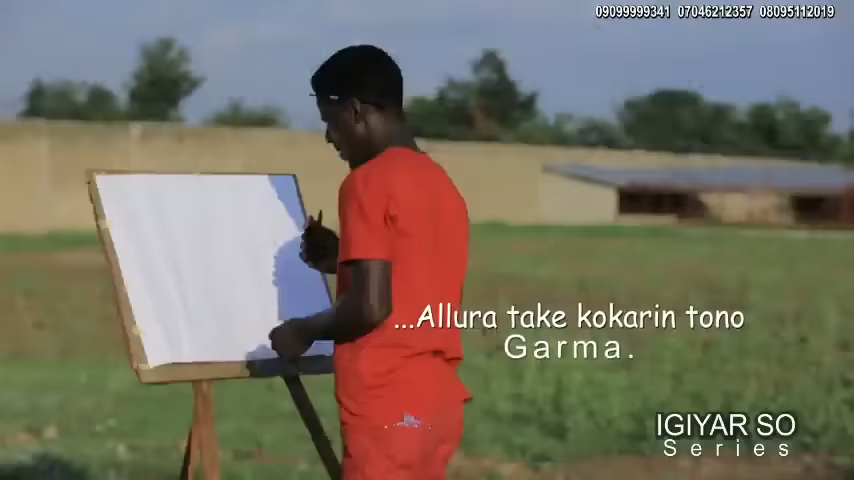 09099999341 07046212357 08095112019
...Allura take kokarin tono
Garma.
IGIYAR SO
Series